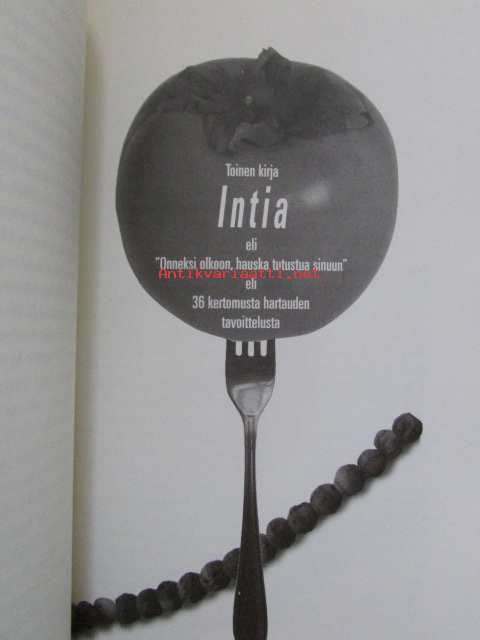 Toinen kirja
Intia
eli
"Onneksi olkoon, hauska tutustua sinuun"
Antikvariaatti.net
eli
36 kertomusta hartauden
tavoittelusta